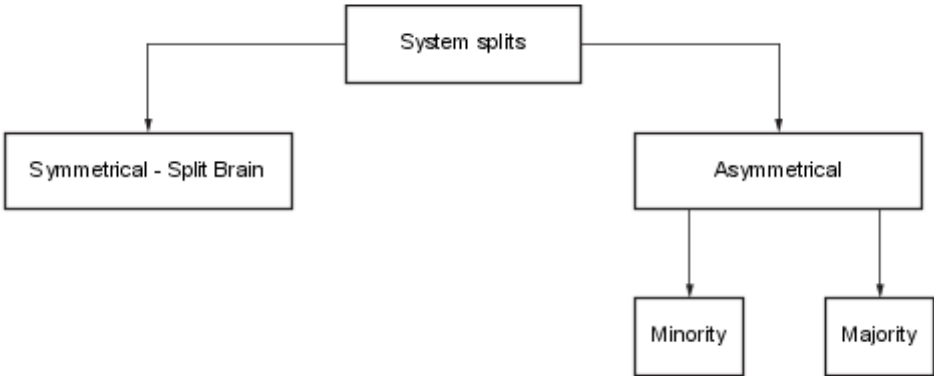 System splits
Symmetrical - Split Brain
Asymmetrical
Minority
Majority